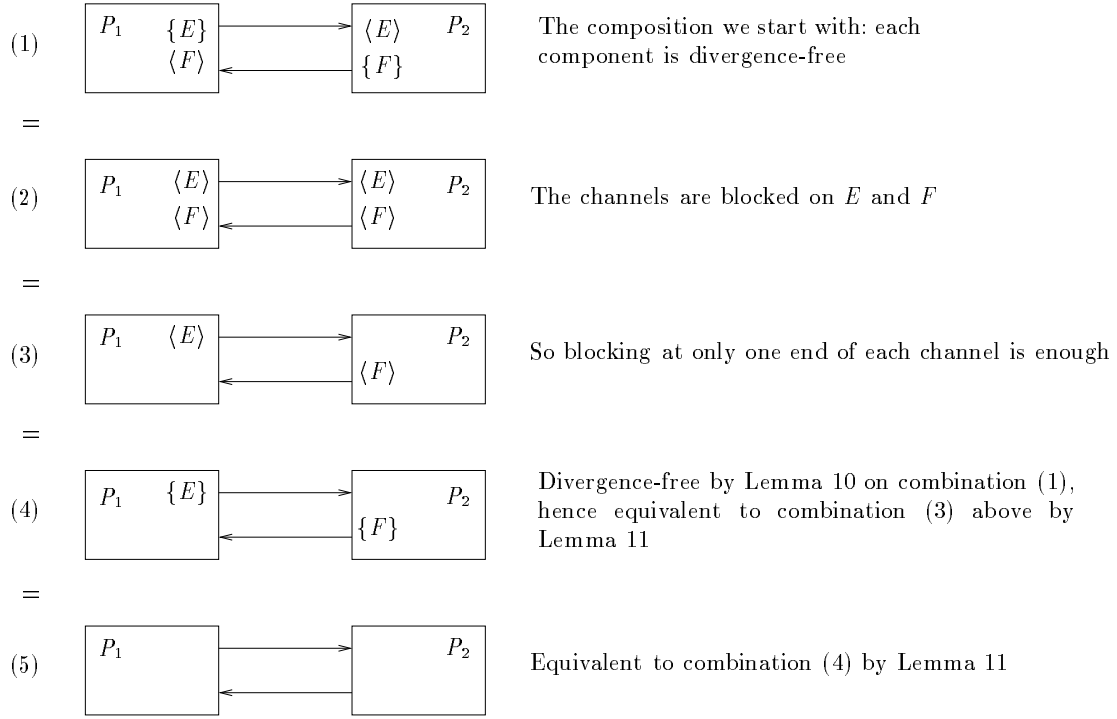 (1) P₁ {E} ⟨E⟩ P₂ The composition we start with: each
⟨F⟩ {F} component is divergence-free
=
(2) P₁ ⟨E⟩ ⟨E⟩ P₂ The channels are blocked on E and F
⟨F⟩ ⟨F⟩
=
(3) P₁ ⟨E⟩ P₂ So blocking at only one end of each channel is enough
⟨F⟩
=
(4) P₁ {E} P₂ Divergence-free by Lemma 10 on combination (1),
{F} hence equivalent to combination (3) above by
Lemma 11
=
(5) P₁ P₂ Equivalent to combination (4) by Lemma 11